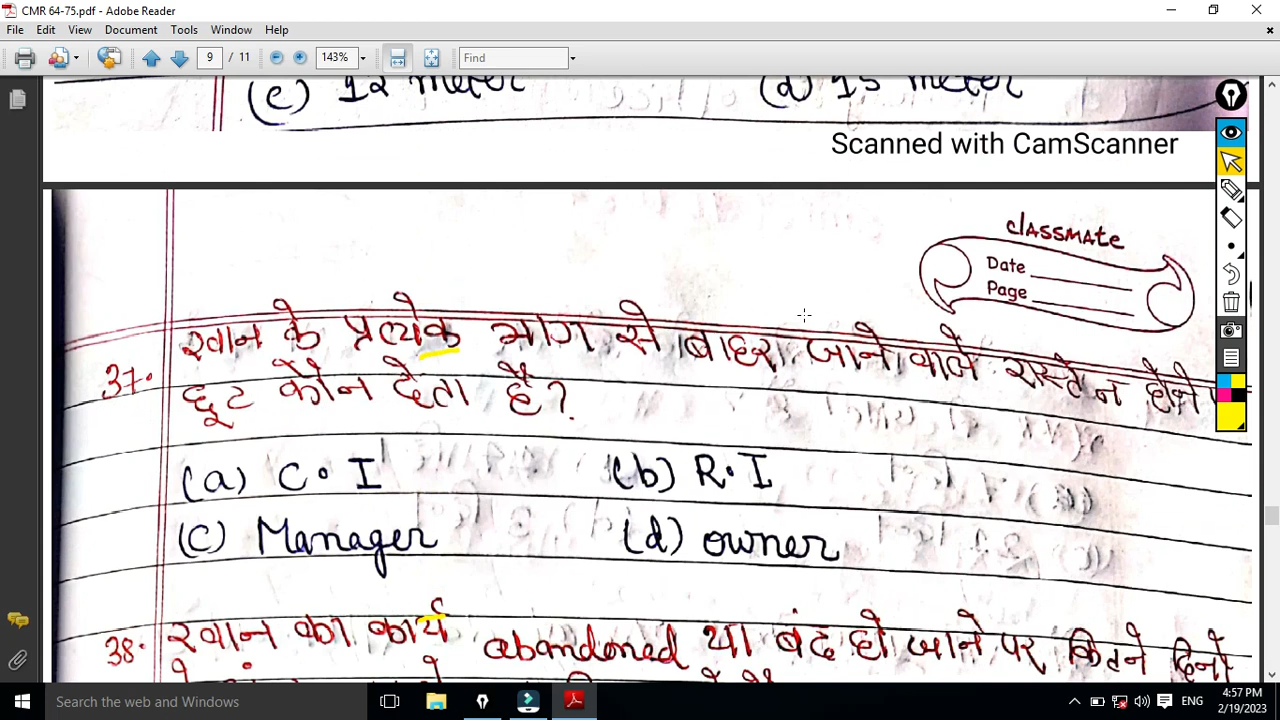 CMR 64-75.pdf - Adobe Reader
File Edit View Document Tools Window Help
9 / 11 143% Find
(c) 12 meter (d) 15 meter
Scanned with CamScanner
classmate
Date
Page
37. खान के प्रत्येक भाग से बाहर जाने वाले रास्ते न होने
छूट कौन देता है?
(a) C.I (b) R.I
(c) Manager (d) owner
38. खान का कार्य abandoned या बंद हो जाने पर कितने दिनो
Search the web and Windows
ENG
4:57 PM
2/19/2023